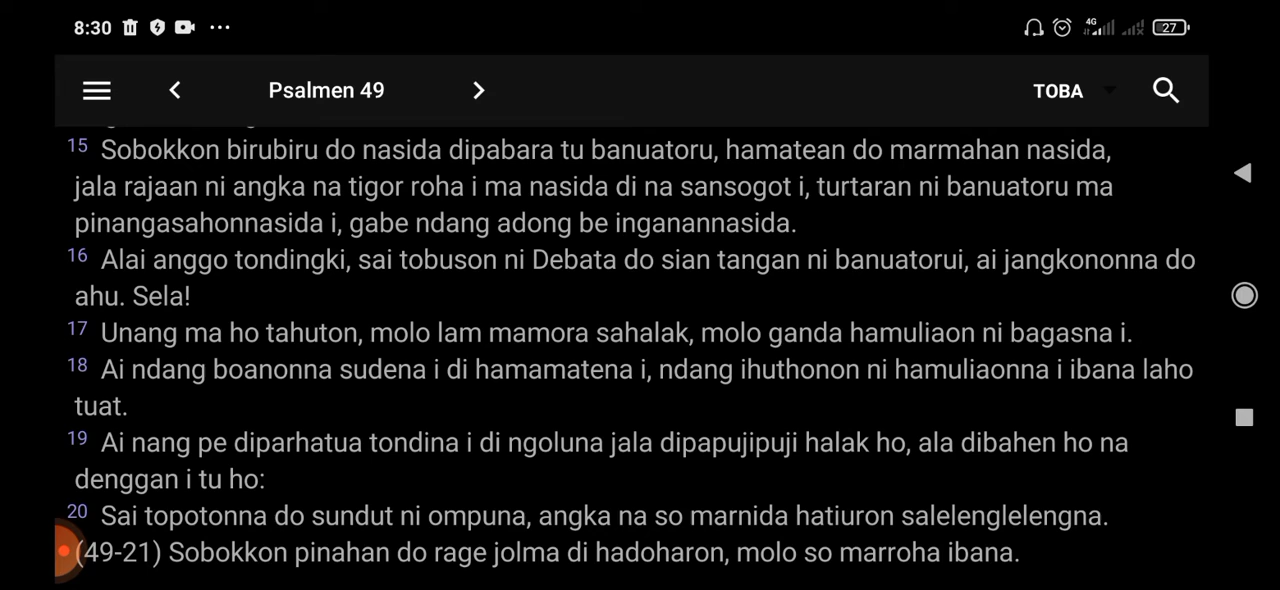 8:30
4G
27
Psalmen 49
TOBA
15 Sobokkon birubiru do nasida dipabara tu banuatoru, hamatean do marmahan nasida,
jala rajaan ni angka na tigor roha i ma nasida di na sansogot i, turtaran ni banuatoru ma
pinangasahonnasida i, gabe ndang adong be inganannasida.
16 Alai anggo tondingki, sai tobuson ni Debata do sian tangan ni banuatorui, ai jangkononna do
ahu. Sela!
17 Unang ma ho tahuton, molo lam mamora sahalak, molo ganda hamuliaon ni bagasna i.
18 Ai ndang boanonna sudena i di hamamatena i, ndang ihuthonon ni hamuliaonna i ibana laho
tuat.
19 Ai nang pe diparhatua tondina i di ngoluna jala dipapujipuji halak ho, ala dibahen ho na
denggan i tu ho:
20 Sai topotonna do sundut ni ompuna, angka na so marnida hatiuron salelenglelengna.
(49-21) Sobokkon pinahan do rage jolma di hadoharon, molo so marroha ibana.